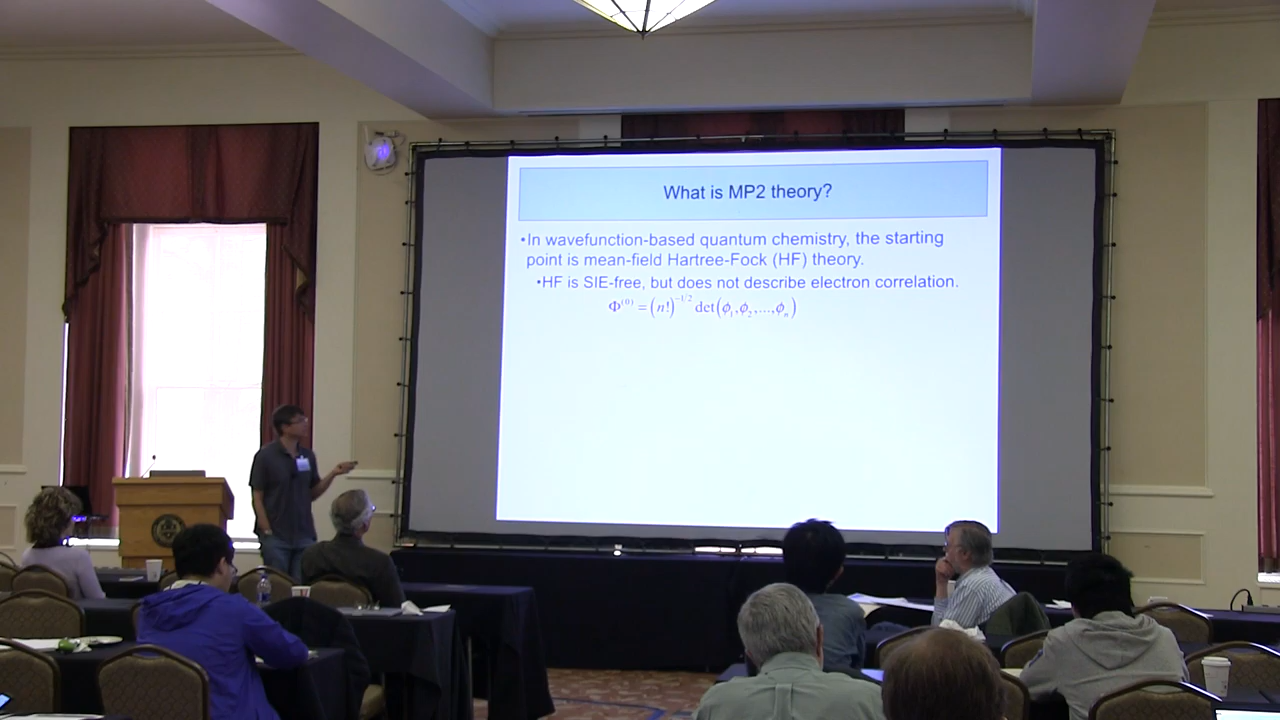 What is MP2 theory?
•In wavefunction-based quantum chemistry, the starting
point is mean-field Hartree-Fock (HF) theory.
•HF is SIE-free, but does not describe electron correlation.
Φ⁽⁰⁾ = (n!)^{-1/2} det(ϕ₁,ϕ₂,...,ϕₙ)